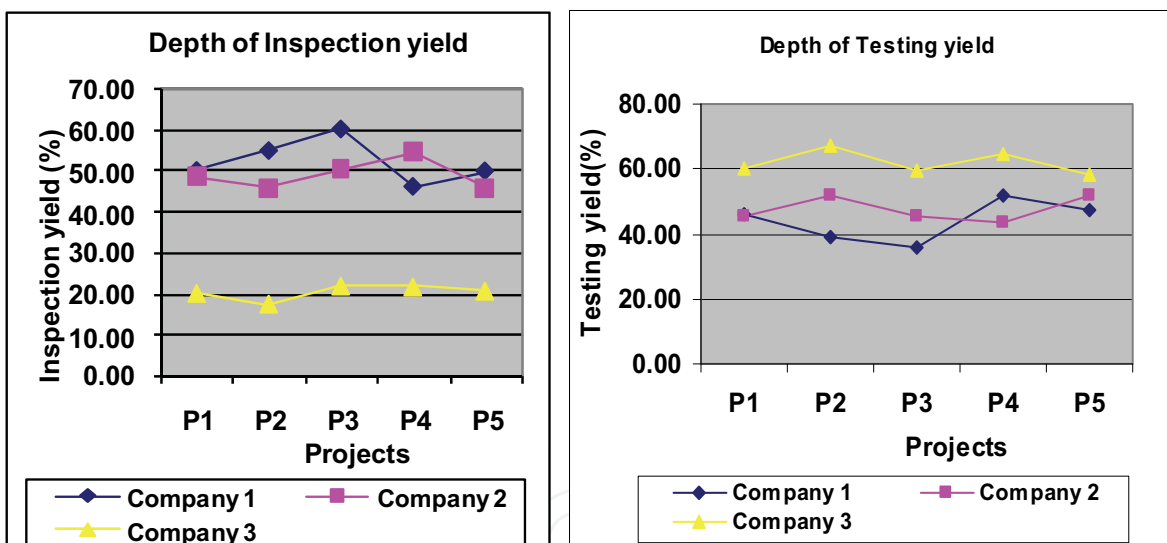 Depth of Inspection yield
Inspection yield (%)
70.00
60.00
50.00
40.00
30.00
20.00
10.00
0.00
P1 P2 P3 P4 P5
Projects
Company 1 Company 2
Company 3
Depth of Testing yield
Testing yield(%)
80.00
60.00
40.00
20.00
0.00
P1 P2 P3 P4 P5
Projects
Company 1 Company 2
Company 3